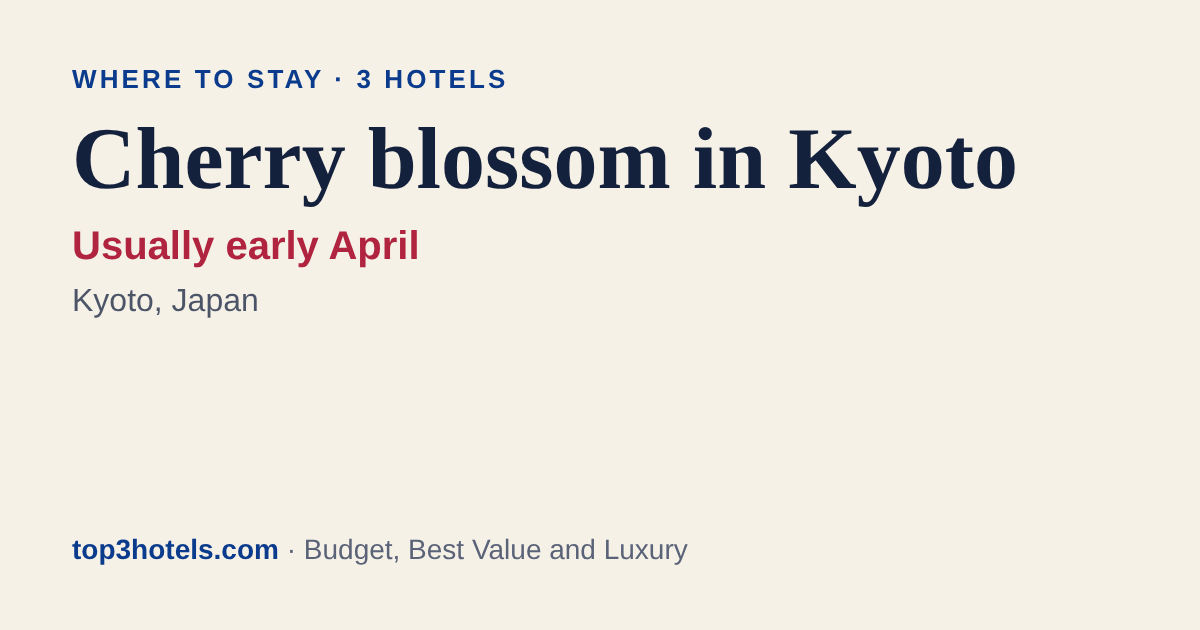 WHERE TO STAY · 3 HOTELS
Cherry blossom in Kyoto
Usually early April
Kyoto, Japan
top3hotels.com · Budget, Best Value and Luxury